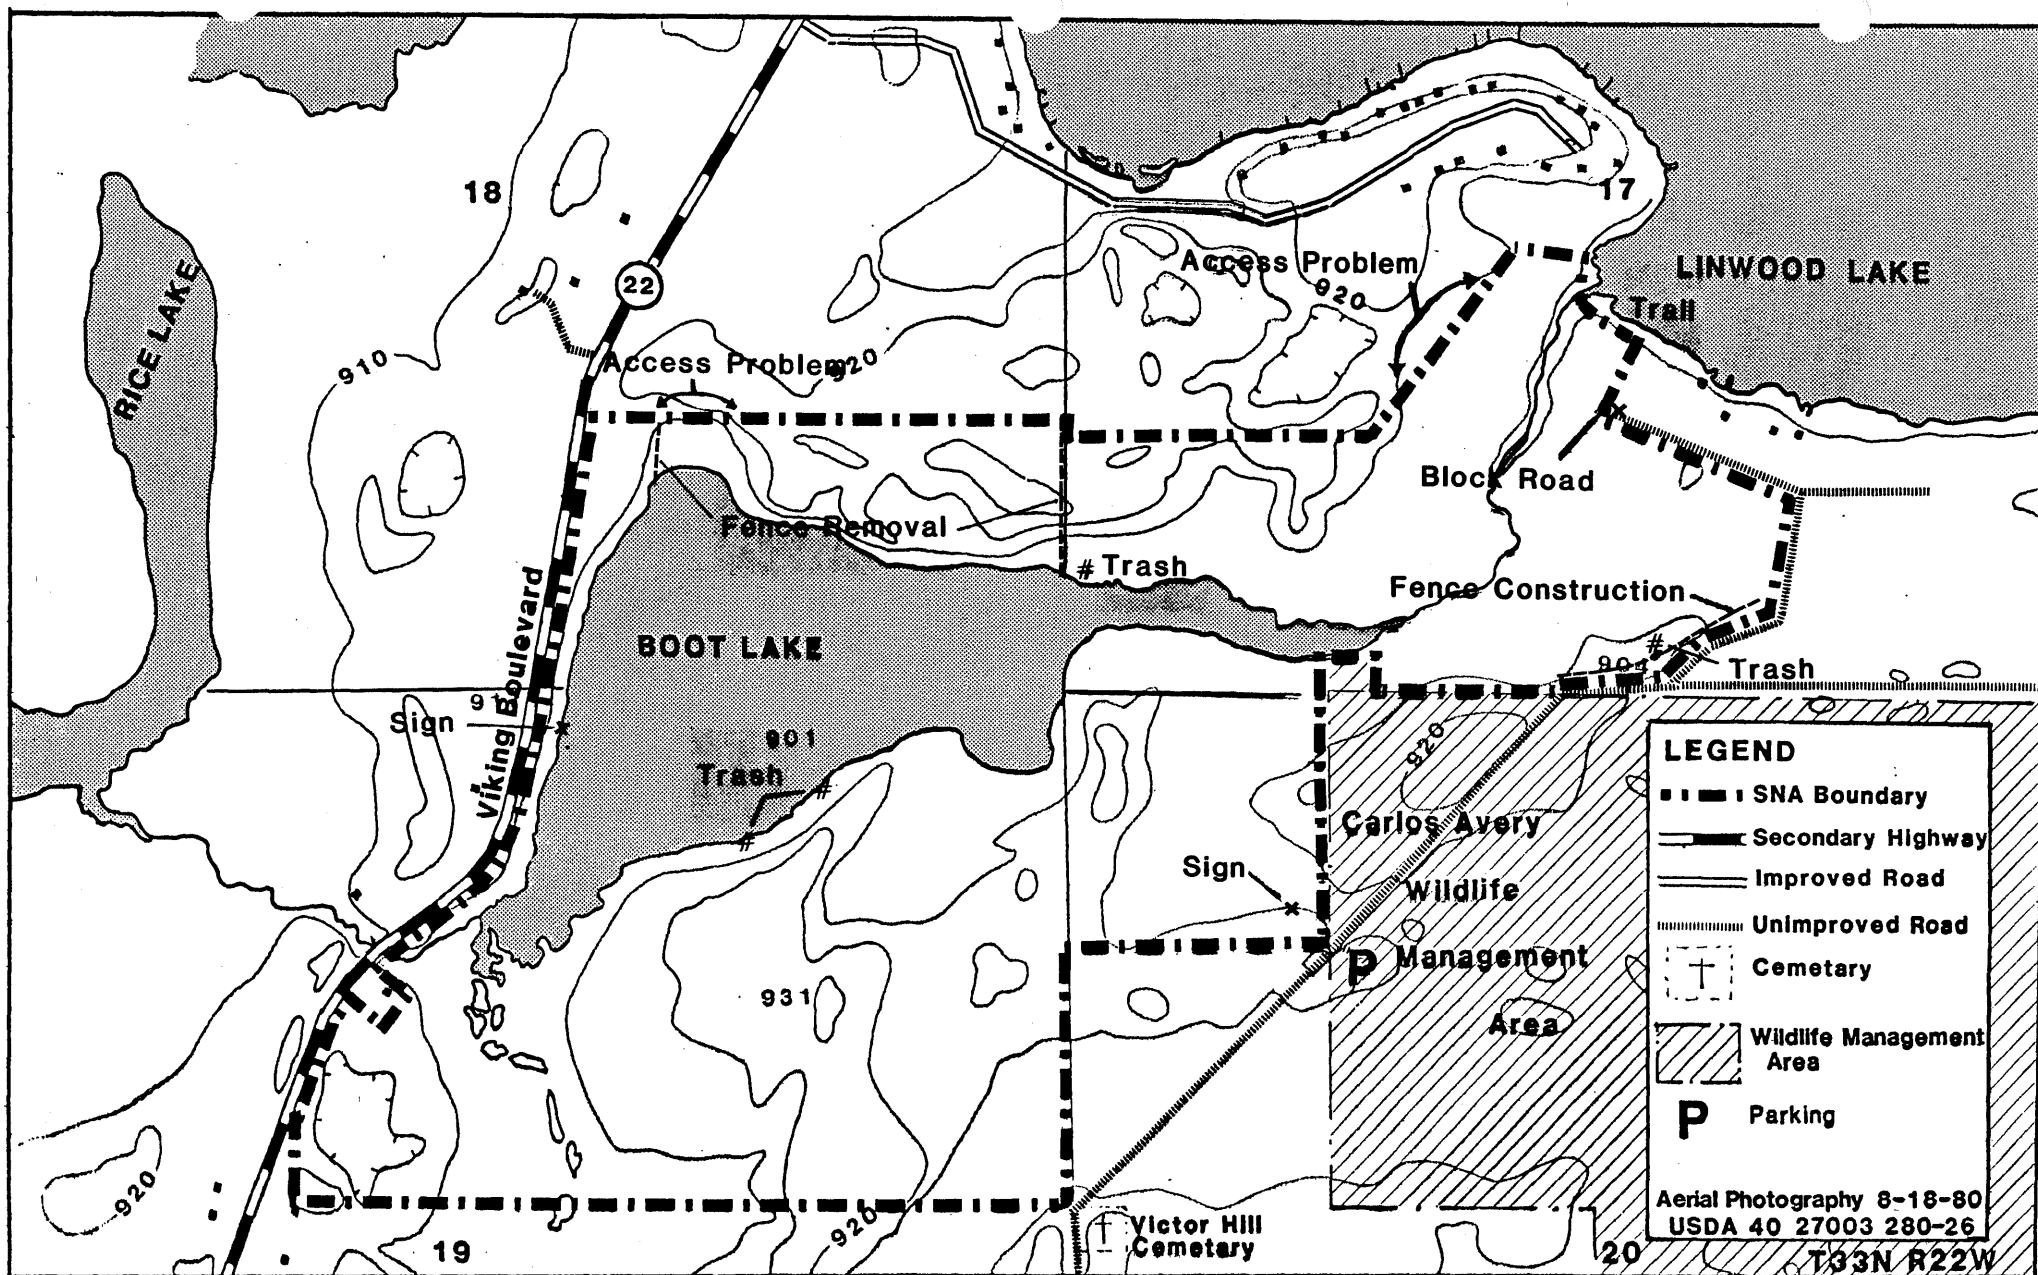 18
17
22
RICE LAKE
LINWOOD LAKE
Access Problem
920
Trail
910
Access Problem
920
Block Road
Fence Removal
# Trash
Fence Construction
Viking Boulevard
BOOT LAKE
#
904
Trash
Sign
901
Trash
#
#
920
Carlos Avery
Wildlife
Management
Area
Sign
P
931
920
920
19
Victor Hill
Cemetary
20
T33N R22W
LEGEND
SNA Boundary
Secondary Highway
Improved Road
Unimproved Road
Cemetary
Wildlife Management
Area
P Parking
Aerial Photography 8-18-80
USDA 40 27003 280-26